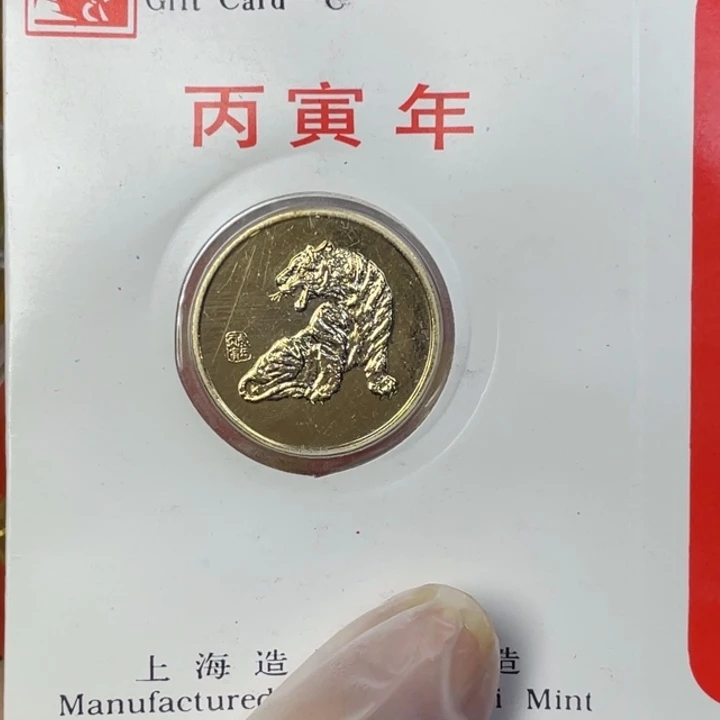 Gift Card "C"
丙寅年
上海造 造
Manufactured i Mint